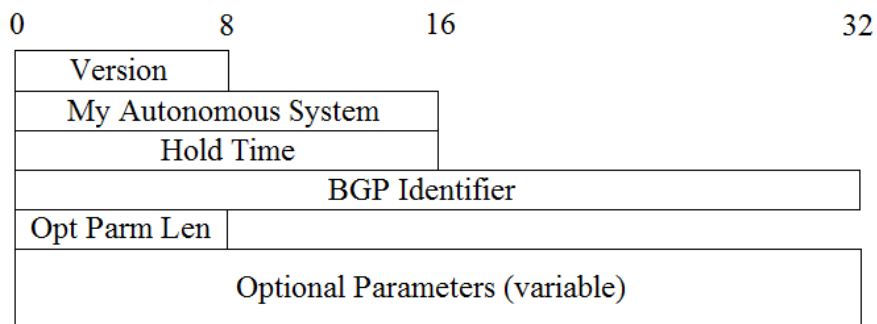 0 8 16 32
Version
My Autonomous System
Hold Time
BGP Identifier
Opt Parm Len
Optional Parameters (variable)